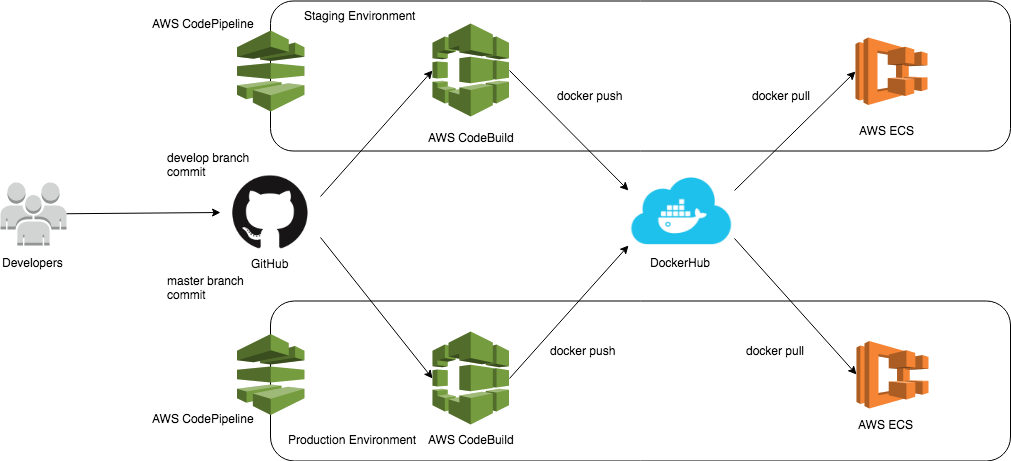 AWS CodePipeline
Staging Environment
AWS CodeBuild
docker push
docker pull
AWS ECS
develop branch
commit
Developers
GitHub
DockerHub
master branch
commit
docker push
docker pull
AWS CodePipeline
Production Environment
AWS CodeBuild
AWS ECS